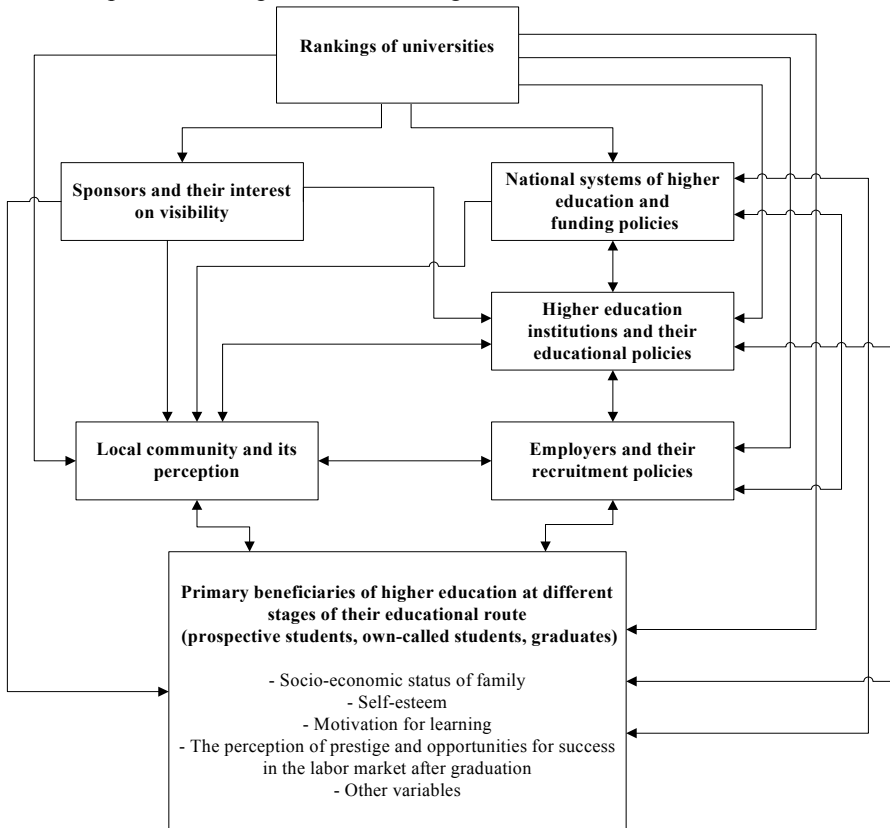 Rankings of universities
Sponsors and their interest
on visibility
National systems of higher
education and
funding policies
Higher education
institutions and their
educational policies
Local community and its
perception
Employers and their
recruitment policies
Primary beneficiaries of higher education at different
stages of their educational route
(prospective students, own-called students, graduates)
- Socio-economic status of family
- Self-esteem
- Motivation for learning
- The perception of prestige and opportunities for success
in the labor market after graduation
- Other variables